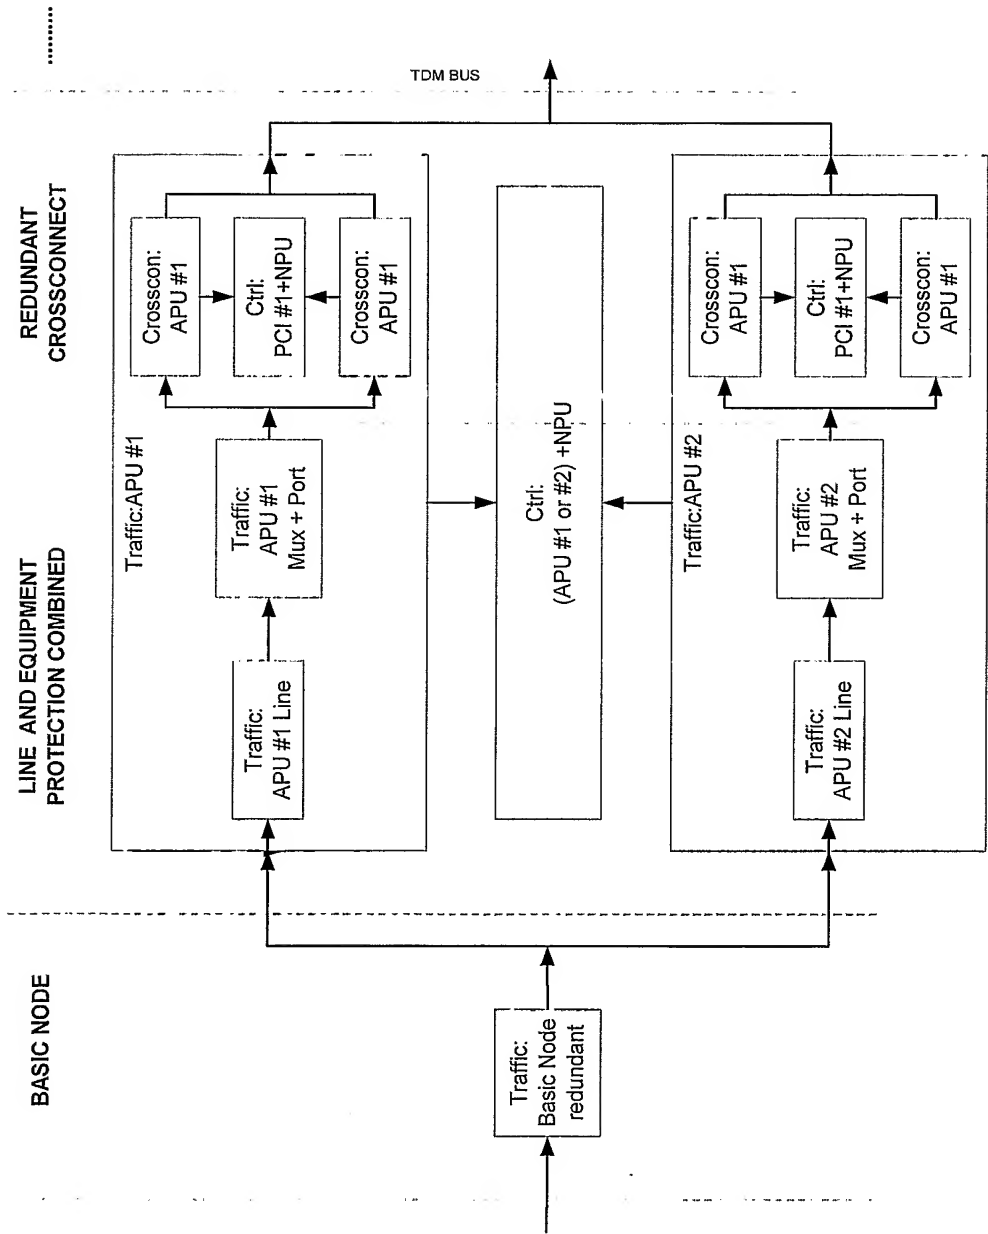 BASIC NODE
LINE AND EQUIPMENT
PROTECTION COMBINED
REDUNDANT
CROSSCONNECT
..........
TDM BUS
Traffic:
Basic Node
redundant
Traffic:APU #1
Traffic:
APU #1 Line
Traffic:
APU #1
Mux + Port
Crosscon:
APU #1
Ctrl:
PCI #1+NPU
Crosscon:
APU #1
Ctrl:
(APU #1 or #2) +NPU
Traffic:APU #2
Traffic:
APU #2 Line
Traffic:
APU #2
Mux + Port
Crosscon:
APU #1
Ctrl:
PCI #1+NPU
Crosscon:
APU #1